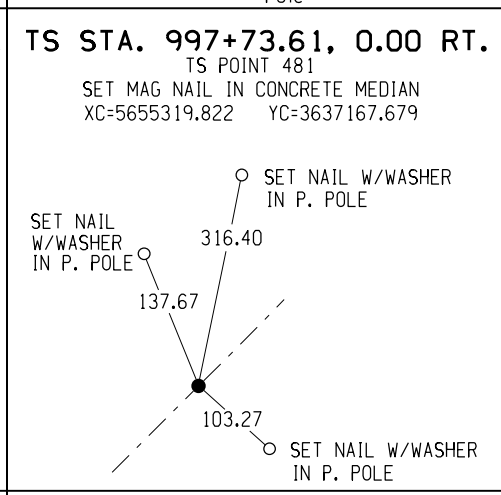 TS STA. 997+73.61, 0.00 RT.
TS POINT 481
SET MAG NAIL IN CONCRETE MEDIAN
XC=5655319.822 YC=3637167.679
SET NAIL W/WASHER
IN P. POLE
SET NAIL
W/WASHER
IN P. POLE
316.40
137.67
103.27
SET NAIL W/WASHER
IN P. POLE